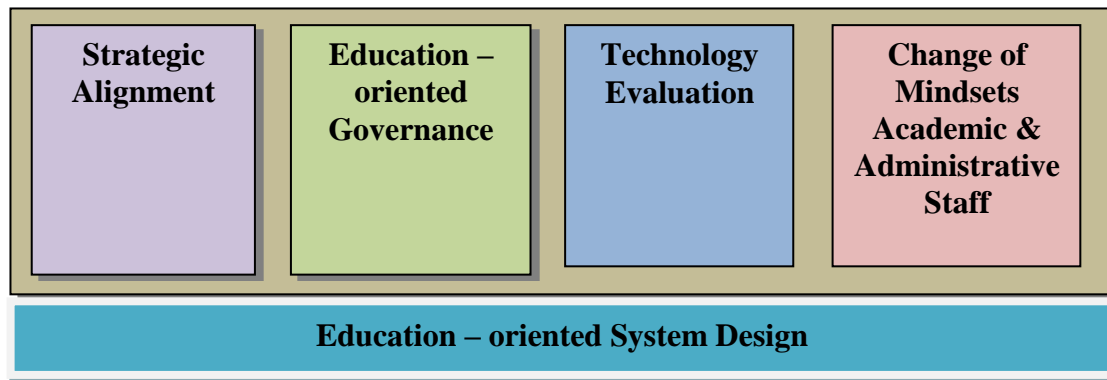 Strategic
Alignment
Education –
oriented
Governance
Technology
Evaluation
Change of
Mindsets
Academic &
Administrative
Staff
Education – oriented System Design